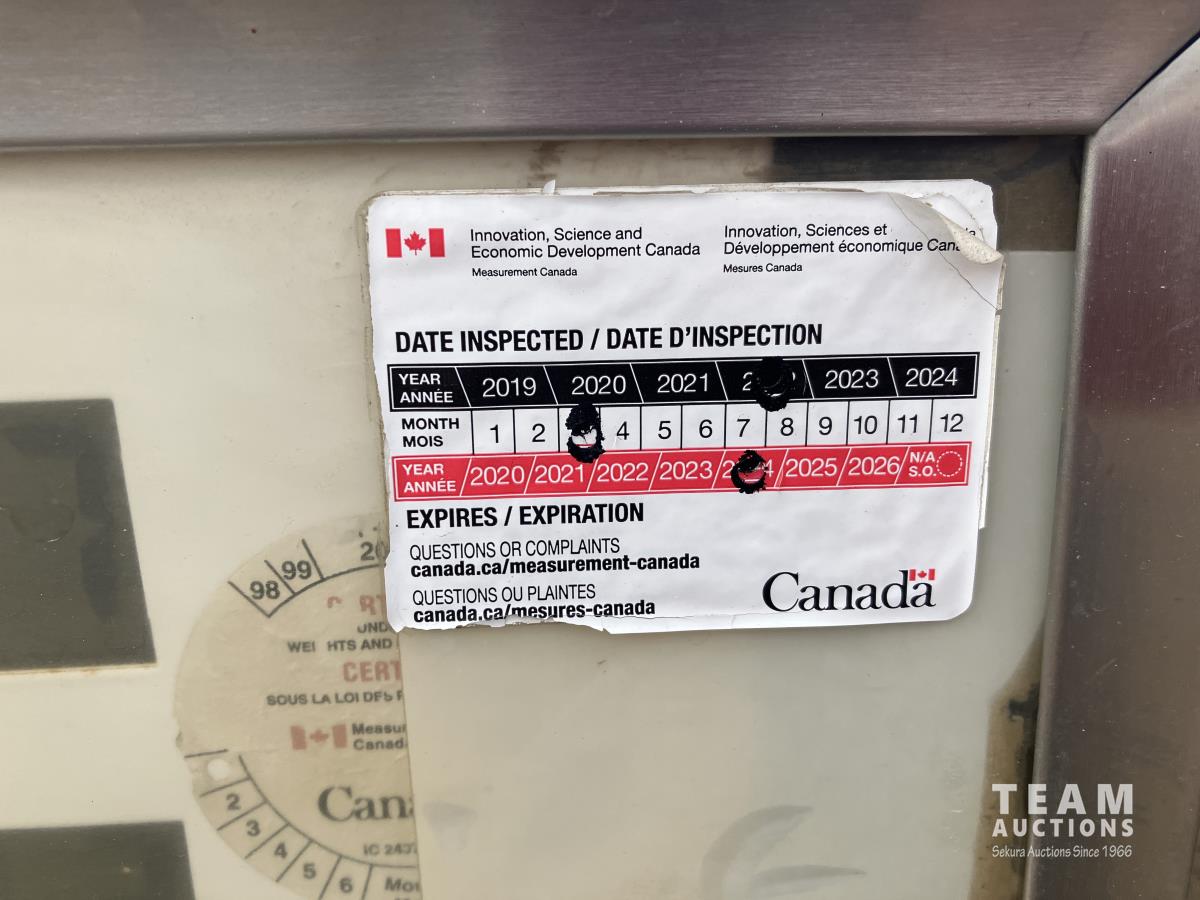 Innovation, Science and
Economic Development Canada
Measurement Canada
Innovation, Sciences et
Développement économique
Mesures Canada
DATE INSPECTED / DATE D'INSPECTION
YEAR
ANNÉE
2019 2020 2021 2023 2024
MONTH
MOIS
1 2 4 5 6 7 8 9 10 11 12
YEAR
ANNÉE
2020 2021 2022 2023 2025 2026 N/A
S.O.
EXPIRES / EXPIRATION
QUESTIONS OR COMPLAINTS
canada.ca/measurement-canada
QUESTIONS OU PLAINTES
canada.ca/mesures-canada
Canada
98 99
SOUS LA LOI
2
3
4
5
6
TEAM
AUCTIONS
Sekura Auctions Since 1966